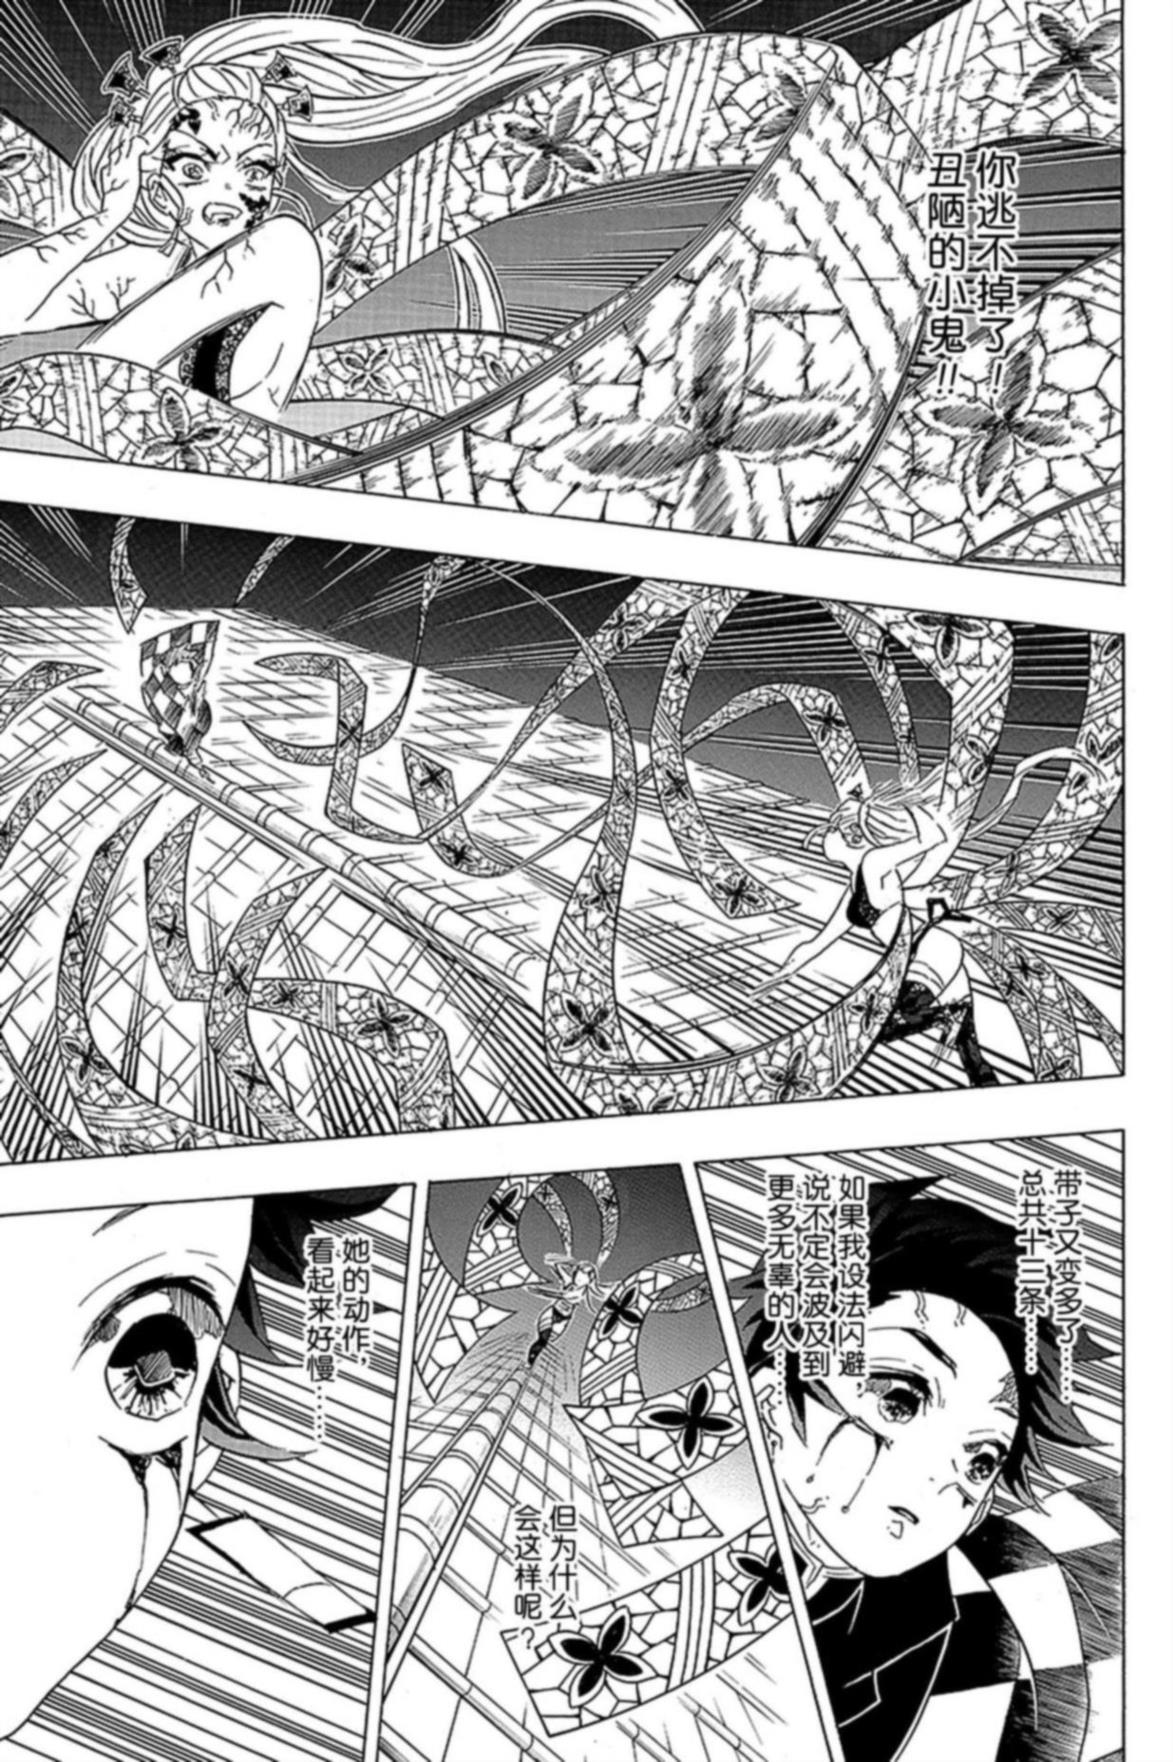 你逃不掉了!
丑陋的小鬼!!
带子又变多了……
总共十三条……
如果我设法闪避，
说不定会波及到
更多无辜的人……
但为什么
会这样呢?
她的动作，
看起来好慢……